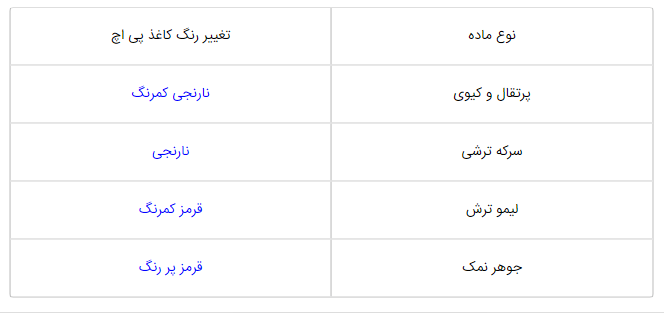 نوع ماده	تغییر رنگ کاغذ پی اچ
پرتقال و کیوی	نارنجی کمرنگ
سرکه ترشی	نارنجی
لیمو ترش	قرمز کمرنگ
جوهر نمک	قرمز پر رنگ